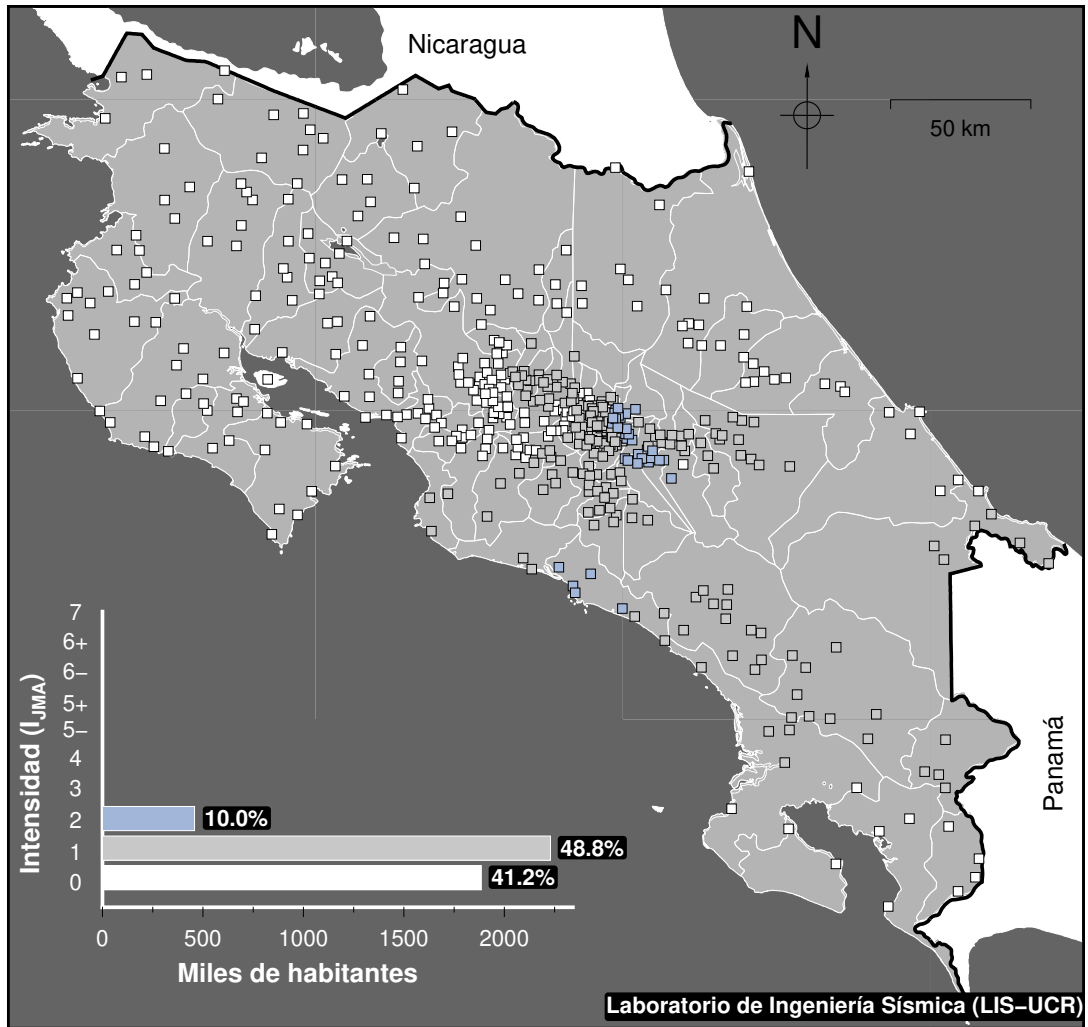 Nicaragua
N
50 km
Panamá
Intensidad (I_JMA)
7
6+
6−
5+
5−
4
3
2
1
0
10.0%
48.8%
41.2%
0 500 1000 1500 2000
Miles de habitantes
Laboratorio de Ingeniería Sísmica (LIS−UCR)